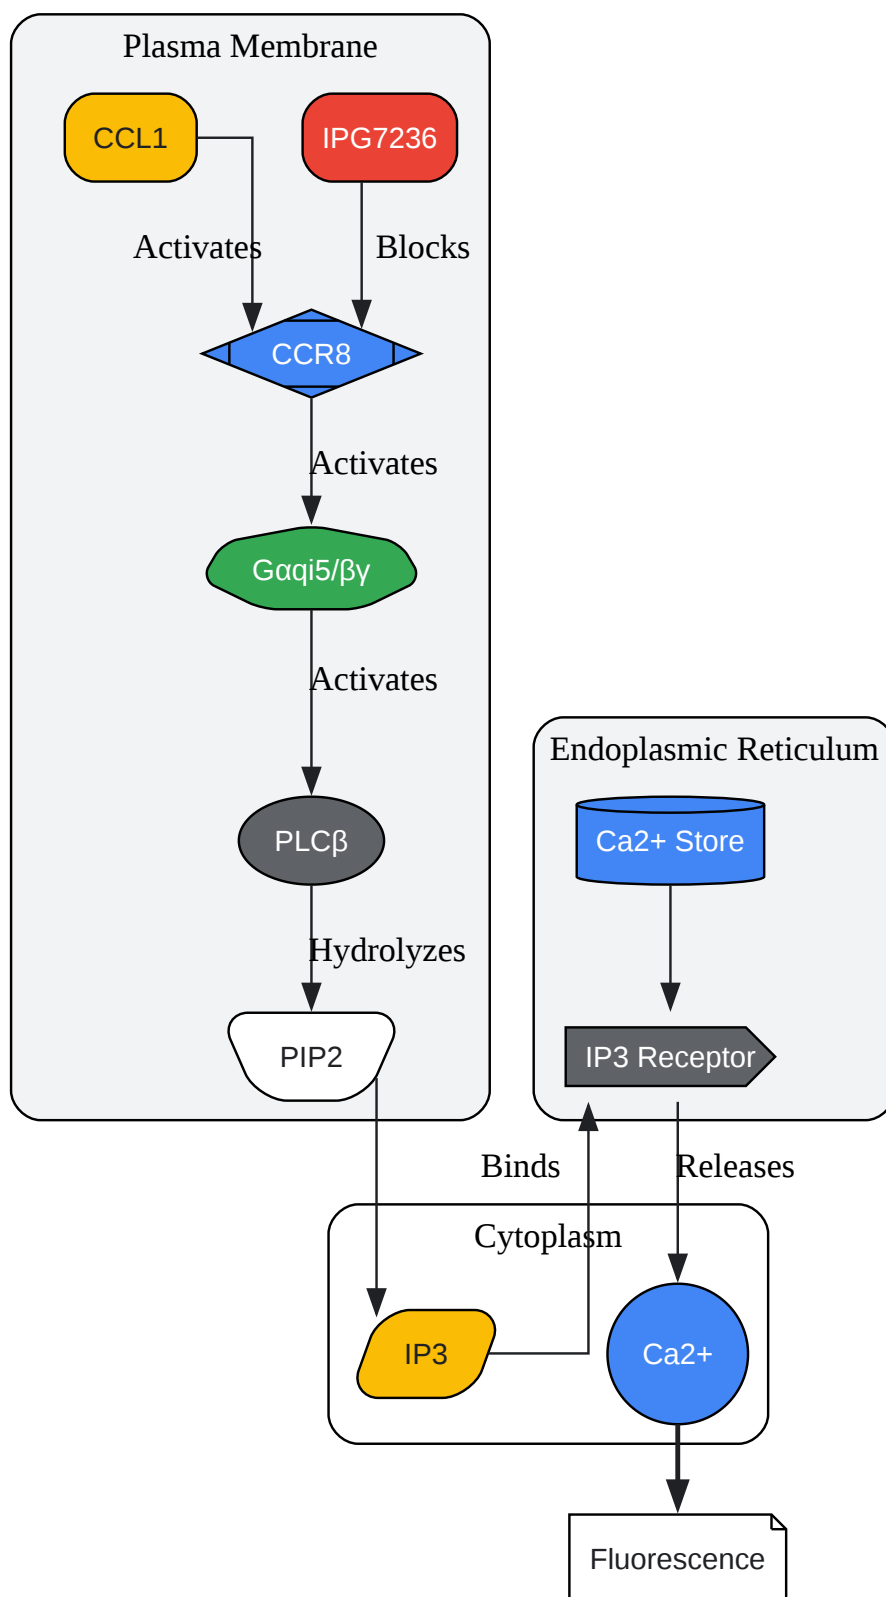 Plasma Membrane
CCL1
IPG7236
Activates
Blocks
CCR8
Activates
Gαqi5/βγ
Activates
PLCβ
Hydrolyzes
PIP2
Endoplasmic Reticulum
Ca2+ Store
IP3 Receptor
Binds
Releases
Cytoplasm
IP3
Ca2+
Fluorescence